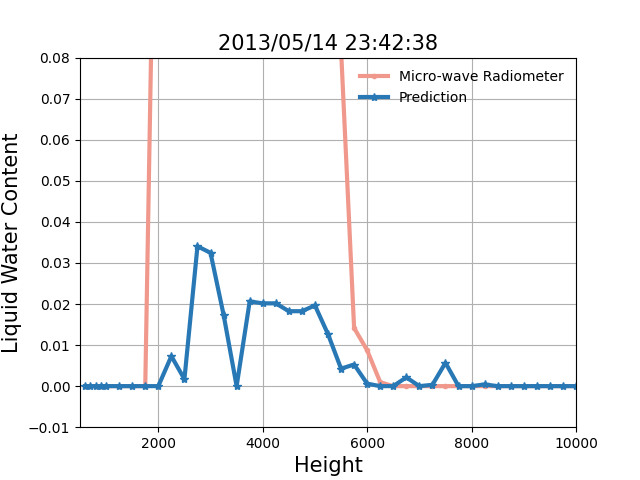 2013/05/14 23:42:38
Liquid Water Content
0.08
0.07
0.06
0.05
0.04
0.03
0.02
0.01
0.00
−0.01
Micro-wave Radiometer
Prediction
2000 4000 6000 8000 10000
Height